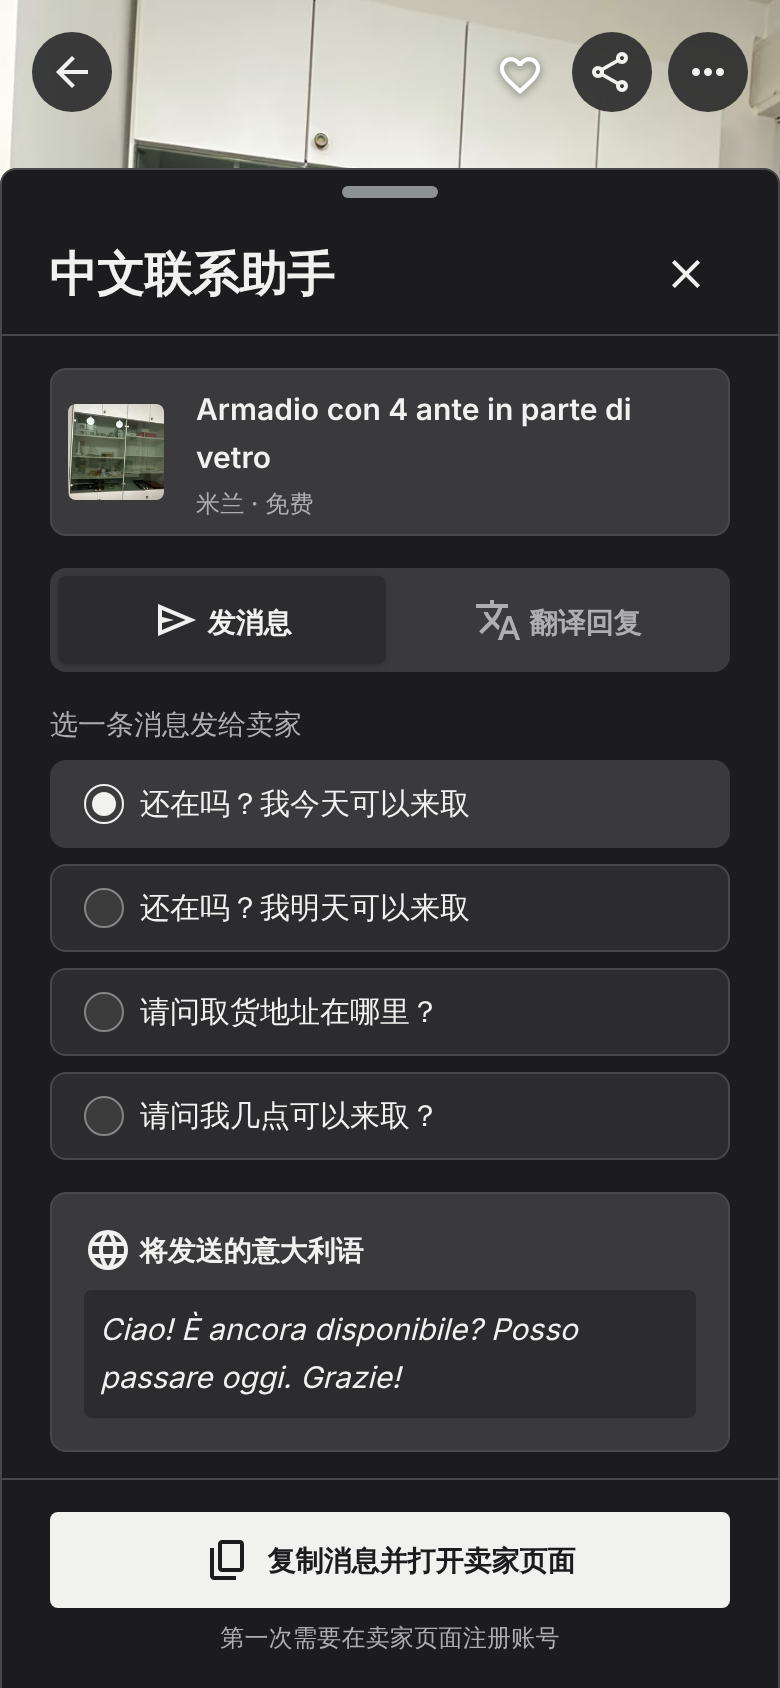 中文联系助手
Armadio con 4 ante in parte di
vetro
米兰 · 免费
发消息
翻译回复
选一条消息发给卖家
还在吗？我今天可以来取
还在吗？我明天可以来取
请问取货地址在哪里？
请问我几点可以来取？
将发送的意大利语
Ciao! È ancora disponibile? Posso
passare oggi. Grazie!
复制消息并打开卖家页面
第一次需要在卖家页面注册账号